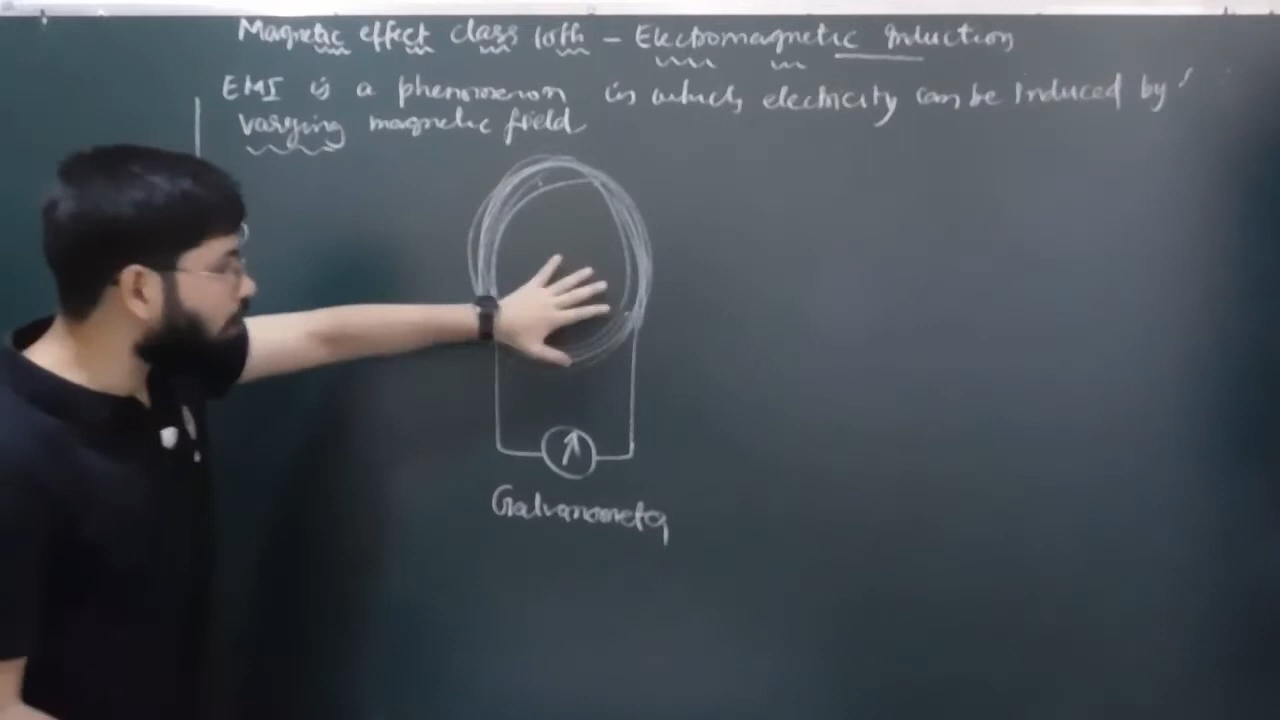 Magnetic effect class 10th - Electromagnetic Induction
EMI is a phenomenon in which electricity can be Induced by
varying magnetic field
Galvanometer